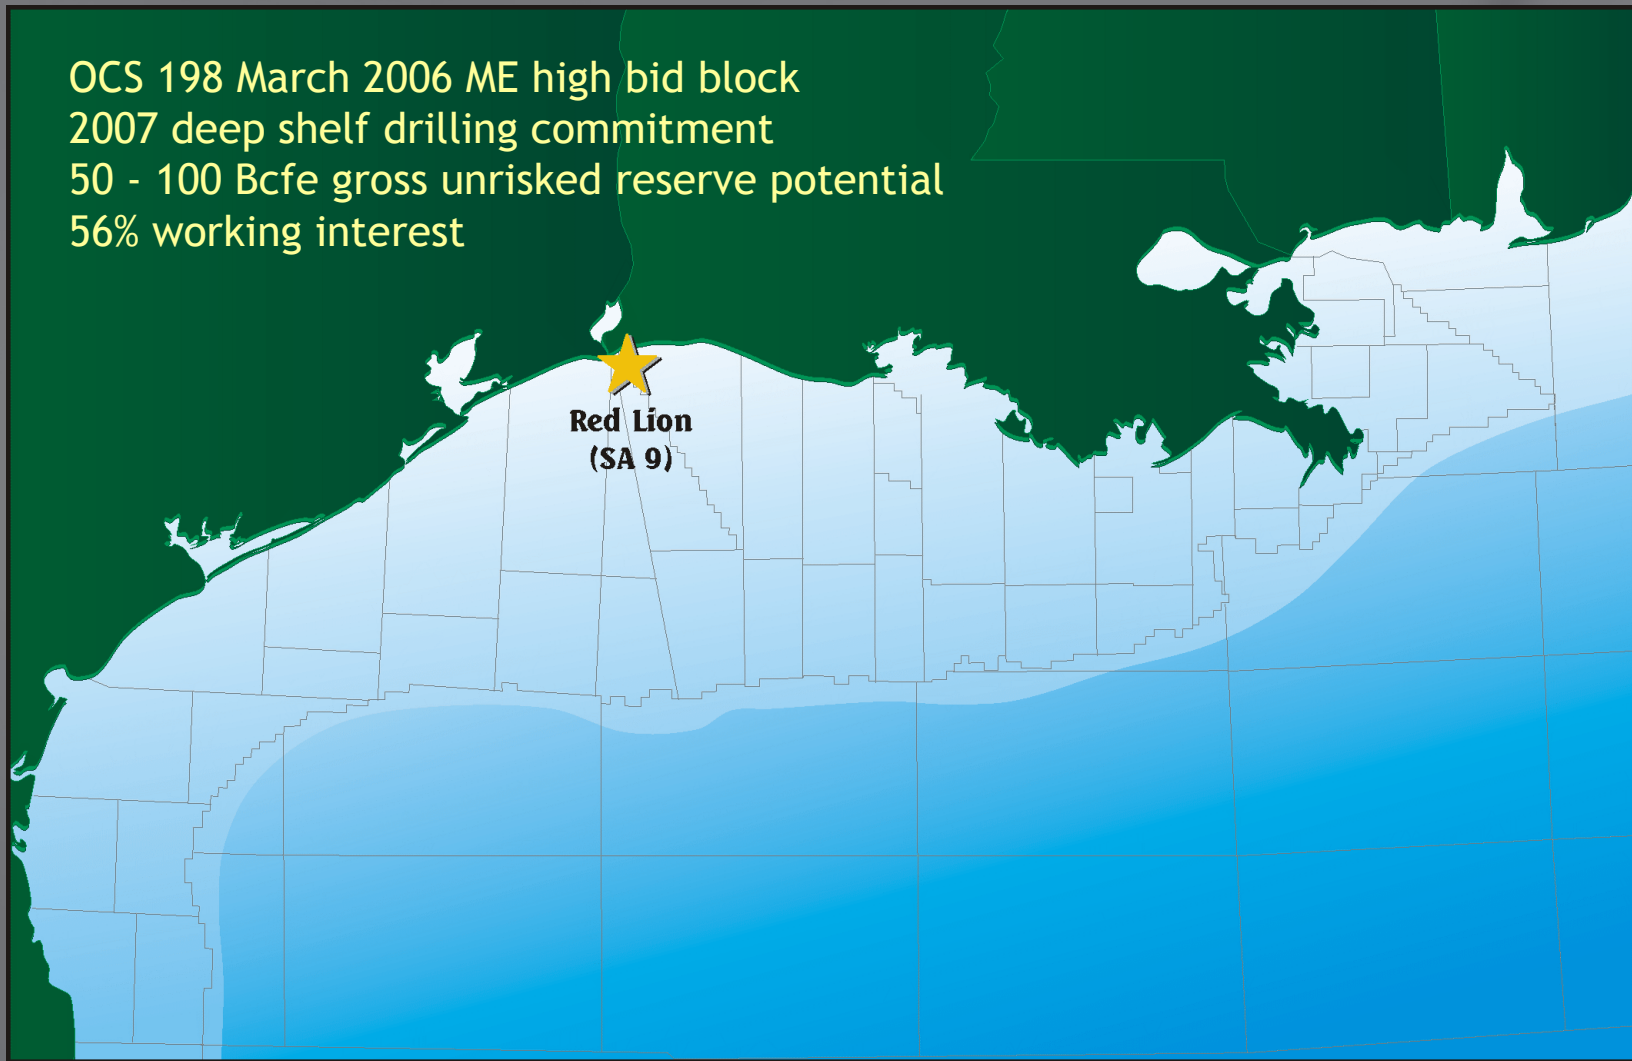 OCS 198 March 2006 ME high bid block
2007 deep shelf drilling commitment
50 - 100 Bcfe gross unrisked reserve potential
56% working interest
Red Lion
(SA 9)